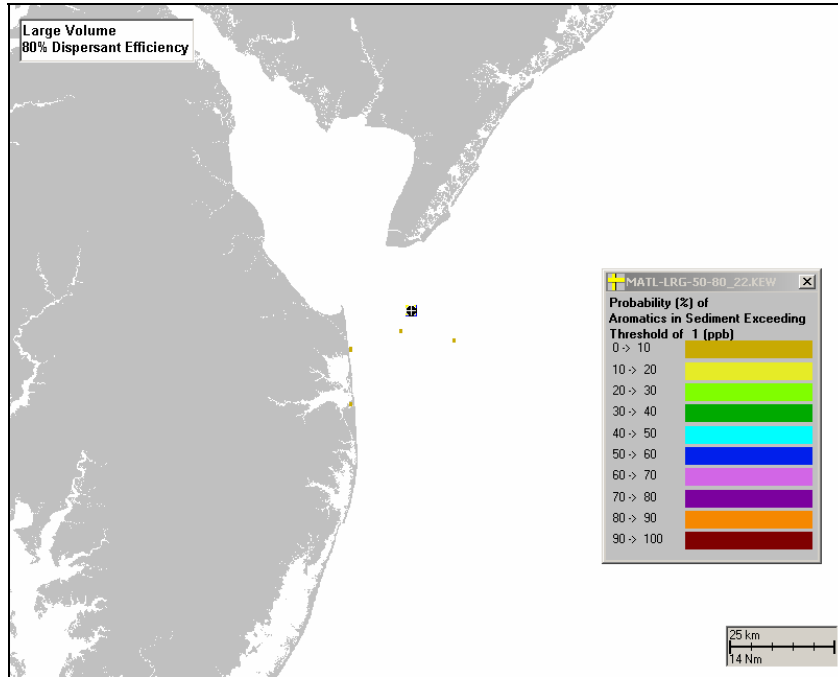 Large Volume
80% Dispersant Efficiency
MATL-LRG-50-80_22.KEW
Probability (%) of
Aromatics in Sediment Exceeding
Threshold of 1 (ppb)
0 -> 10
10 -> 20
20 -> 30
30 -> 40
40 -> 50
50 -> 60
60 -> 70
70 -> 80
80 -> 90
90 -> 100
25 km
14 Nm